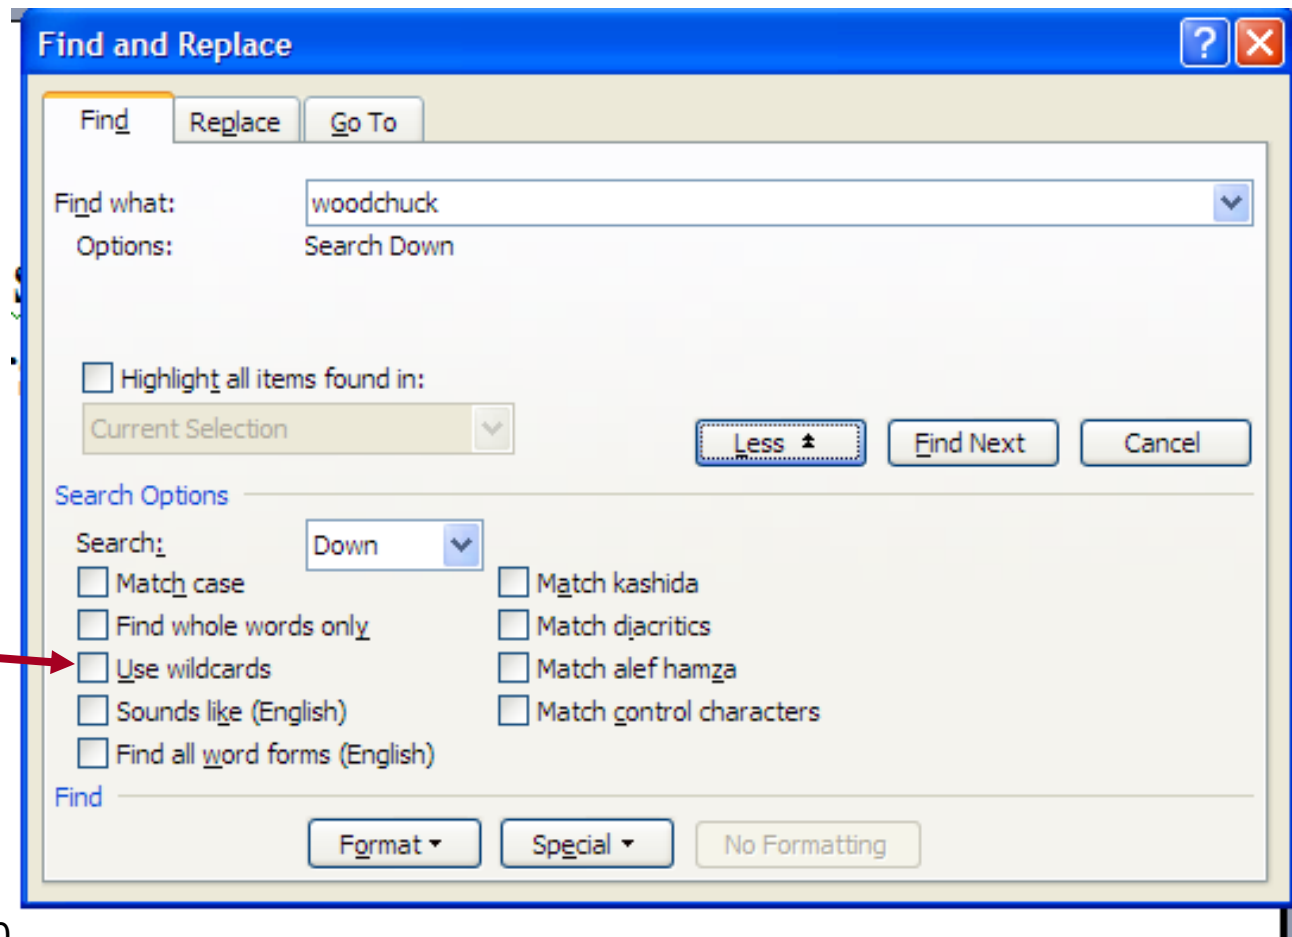 Find and Replace
Find Replace Go To
Find what: woodchuck
Options: Search Down
Highlight all items found in:
Current Selection
Less Find Next Cancel
Search Options
Search: Down
Match case Match kashida
Find whole words only Match diacritics
Use wildcards Match alef hamza
Sounds like (English) Match control characters
Find all word forms (English)
Find
Format Special No Formatting